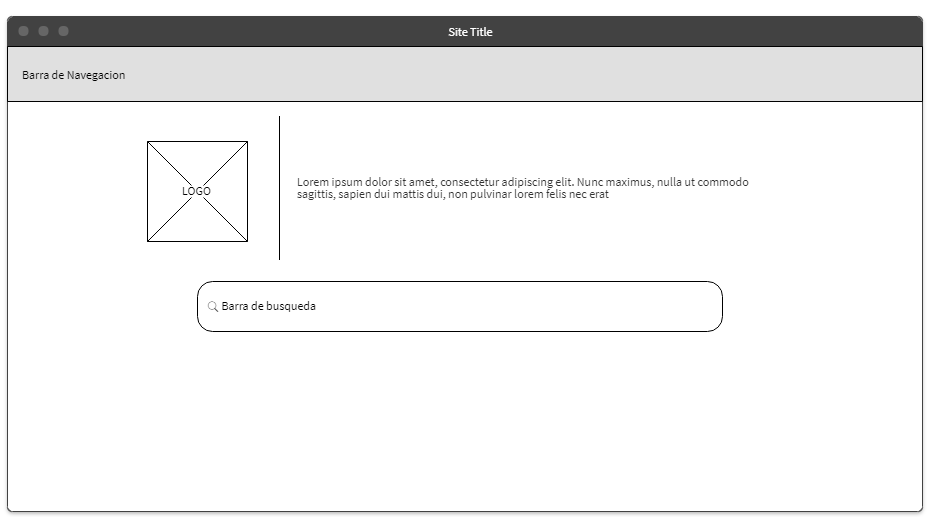 Site Title
Barra de Navegacion
LOGO
Lorem ipsum dolor sit amet, consectetur adipiscing elit. Nunc maximus, nulla ut commodo
sagittis, sapien dui mattis dui, non pulvinar lorem felis nec erat
Barra de busqueda